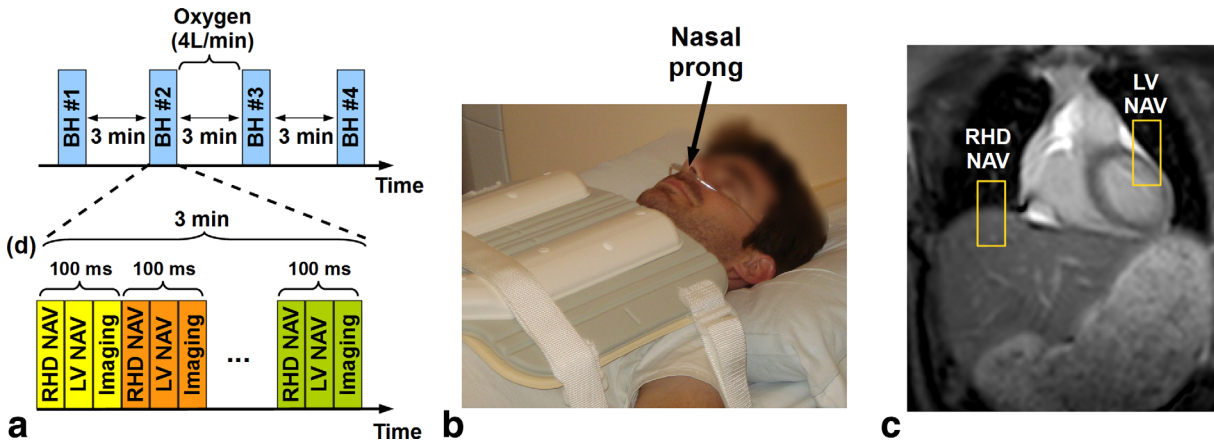 Oxygen
(4L/min)
BH #1
3 min
BH #2
3 min
BH #3
3 min
BH #4
Time
(d)
3 min
100 ms
100 ms
100 ms
RHD NAV
LV NAV
Imaging
RHD NAV
LV NAV
Imaging
...
RHD NAV
LV NAV
Imaging
Time
a
Nasal
prong
b
LV
NAV
RHD
NAV
c